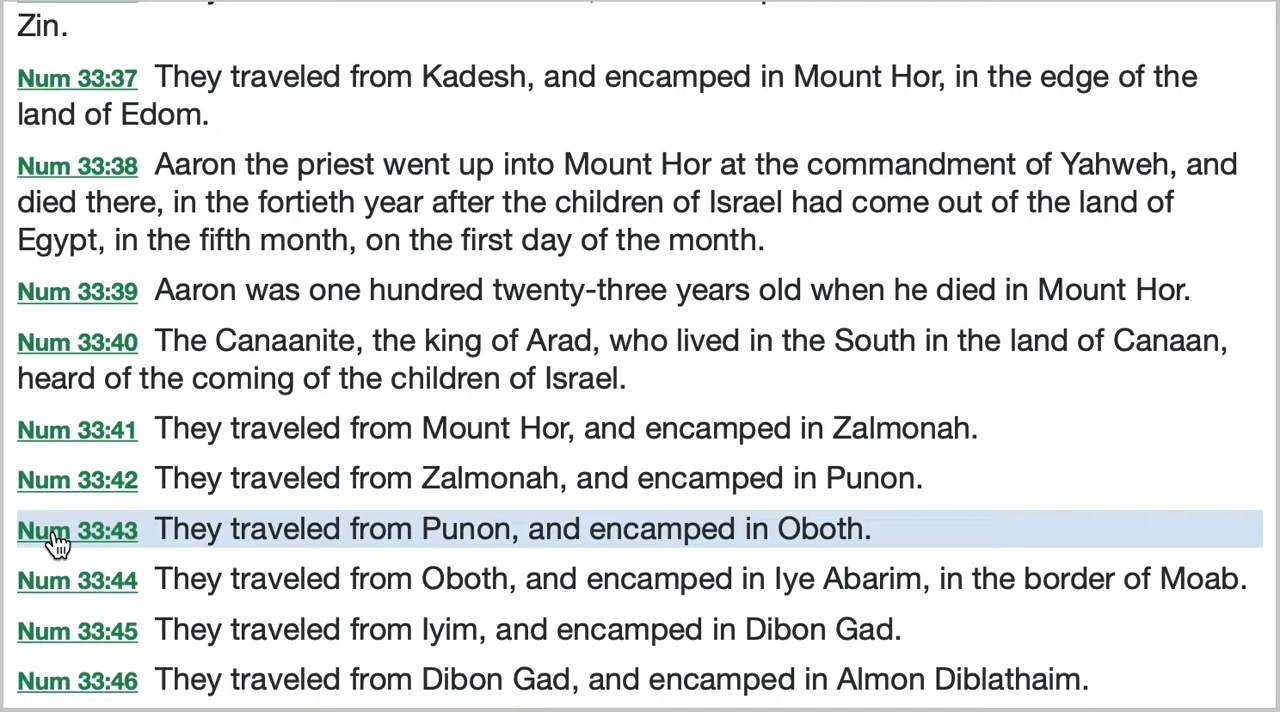 Zin.
Num 33:37 They traveled from Kadesh, and encamped in Mount Hor, in the edge of the
land of Edom.
Num 33:38 Aaron the priest went up into Mount Hor at the commandment of Yahweh, and
died there, in the fortieth year after the children of Israel had come out of the land of
Egypt, in the fifth month, on the first day of the month.
Num 33:39 Aaron was one hundred twenty-three years old when he died in Mount Hor.
Num 33:40 The Canaanite, the king of Arad, who lived in the South in the land of Canaan,
heard of the coming of the children of Israel.
Num 33:41 They traveled from Mount Hor, and encamped in Zalmonah.
Num 33:42 They traveled from Zalmonah, and encamped in Punon.
Num 33:43 They traveled from Punon, and encamped in Oboth.
Num 33:44 They traveled from Oboth, and encamped in Iye Abarim, in the border of Moab.
Num 33:45 They traveled from Iyim, and encamped in Dibon Gad.
Num 33:46 They traveled from Dibon Gad, and encamped in Almon Diblathaim.